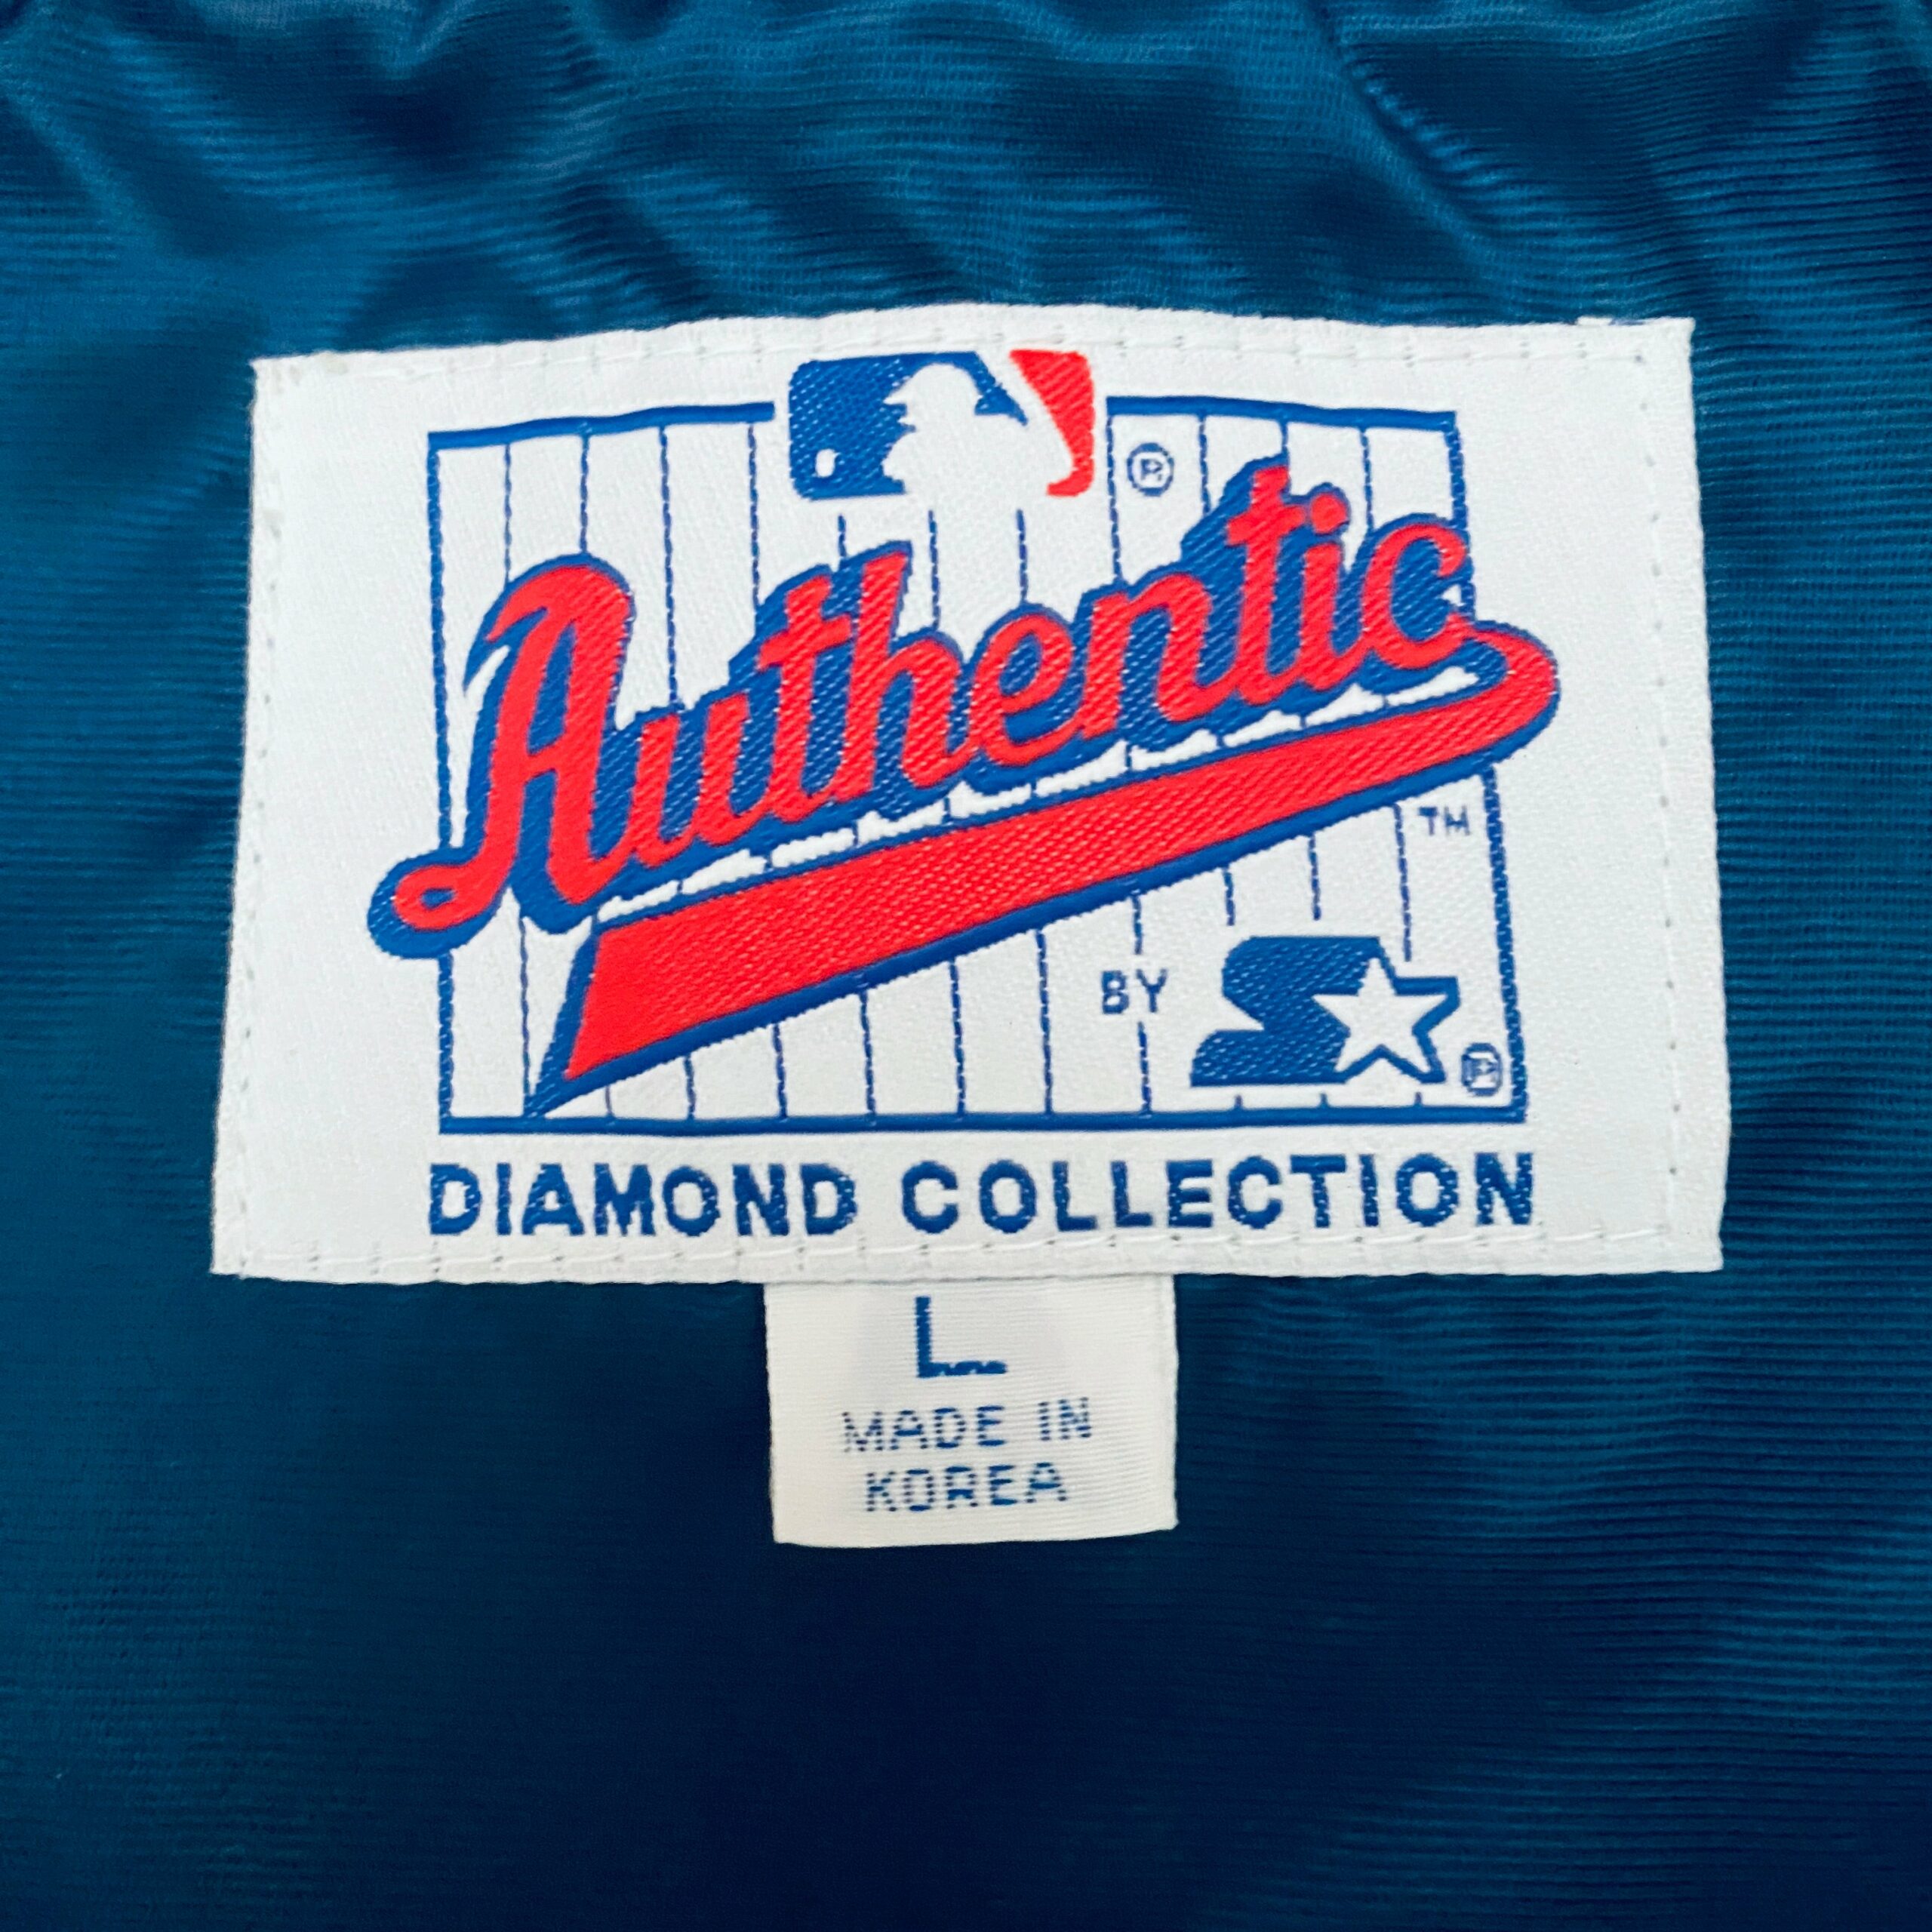 ®
Authentic
TM
BY
®
DIAMOND COLLECTION
L
MADE IN
KOREA